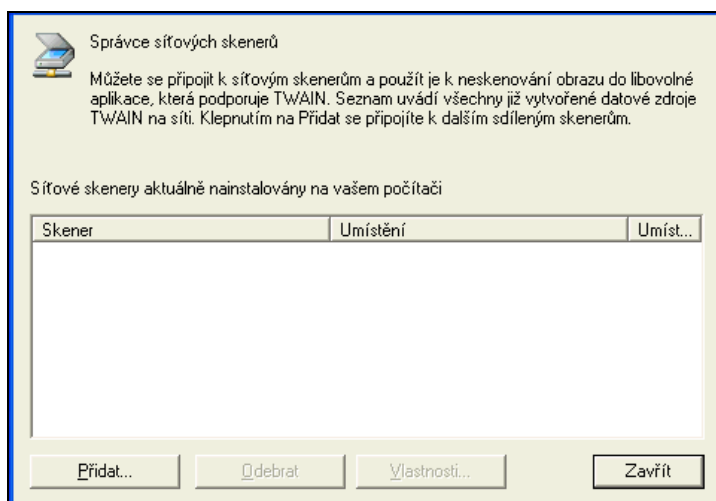 Správce síťových skenerů
Můžete se připojit k síťovým skenerům a použít je k neskenování obrazu do libovolné
aplikace, která podporuje TWAIN. Seznam uvádí všechny již vytvořené datové zdroje
TWAIN na síti. Klepnutím na Přidat se připojíte k dalším sdíleným skenerům.
Síťové skenery aktuálně nainstalovány na vašem počítači
Skener Umístění Umíst...
Přidat... Odebrat Vlastnosti... Zavřít